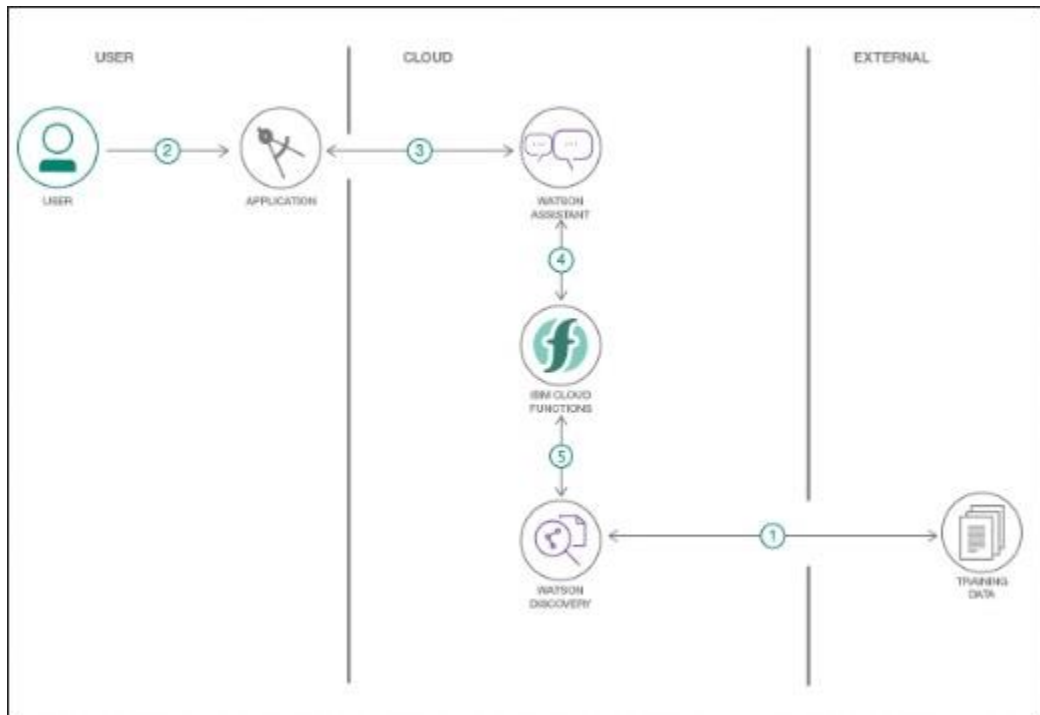 USER
CLOUD
EXTERNAL
2
3
USER
APPLICATION
WATSON
ASSISTANT
4
IBM CLOUD
FUNCTIONS
5
1
WATSON
DISCOVERY
TRAINING
DATA